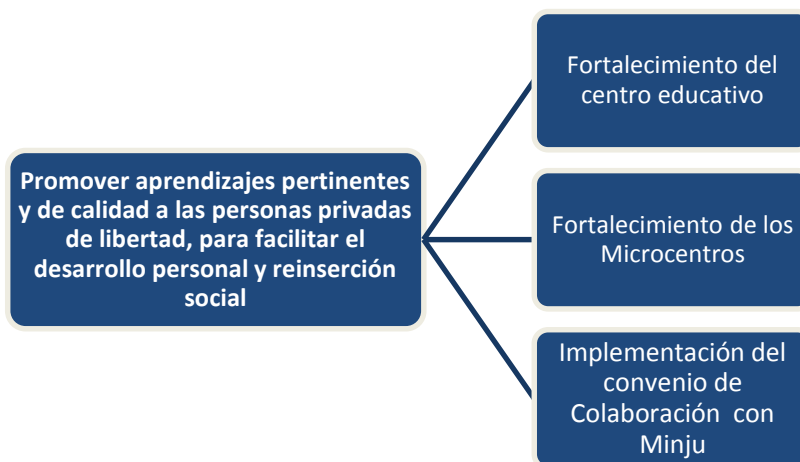 Promover aprendizajes pertinentes
y de calidad a las personas privadas
de libertad, para facilitar el
desarrollo personal y reinserción
social
Fortalecimiento del
centro educativo
Fortalecimiento de los
Microcentros
Implementación del
convenio de
Colaboración con
Minju